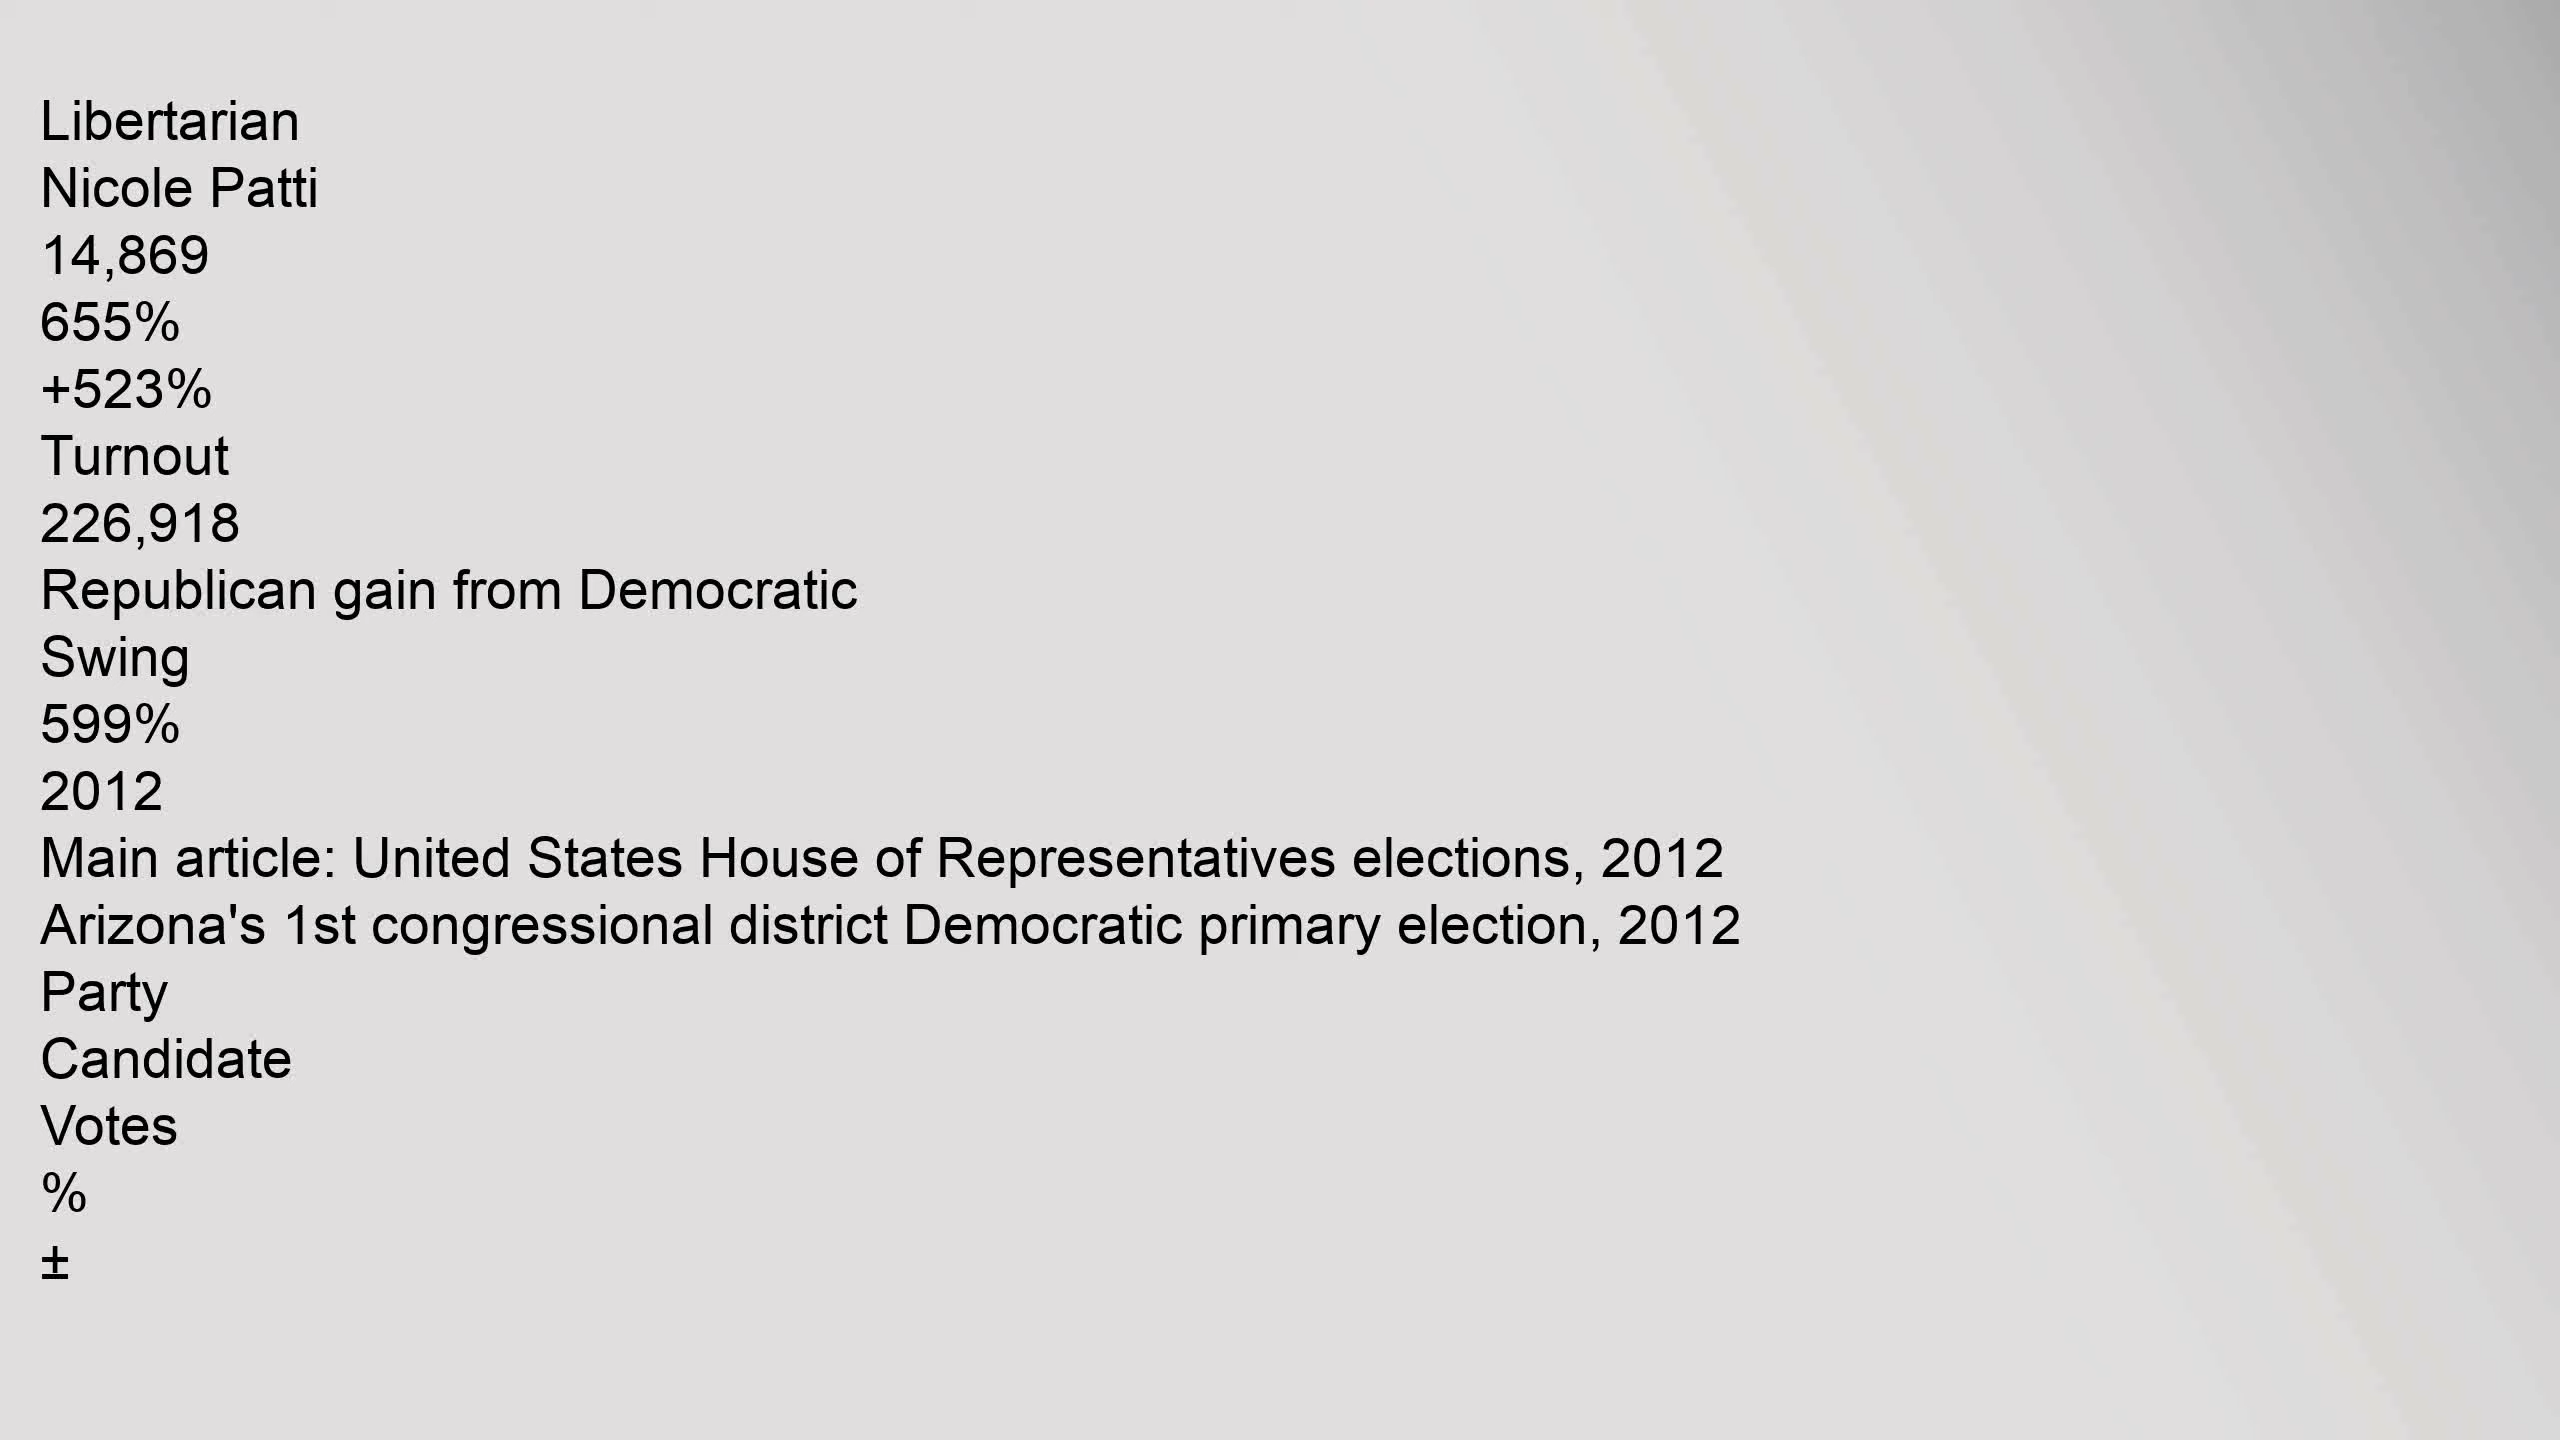 Libertarian
Nicole Patti
14,869
655%
+523%
Turnout
226,918
Republican gain from Democratic
Swing
599%
2012
Main article: United States House of Representatives elections, 2012
Arizona's 1st congressional district Democratic primary election, 2012
Party
Candidate
Votes
%
±